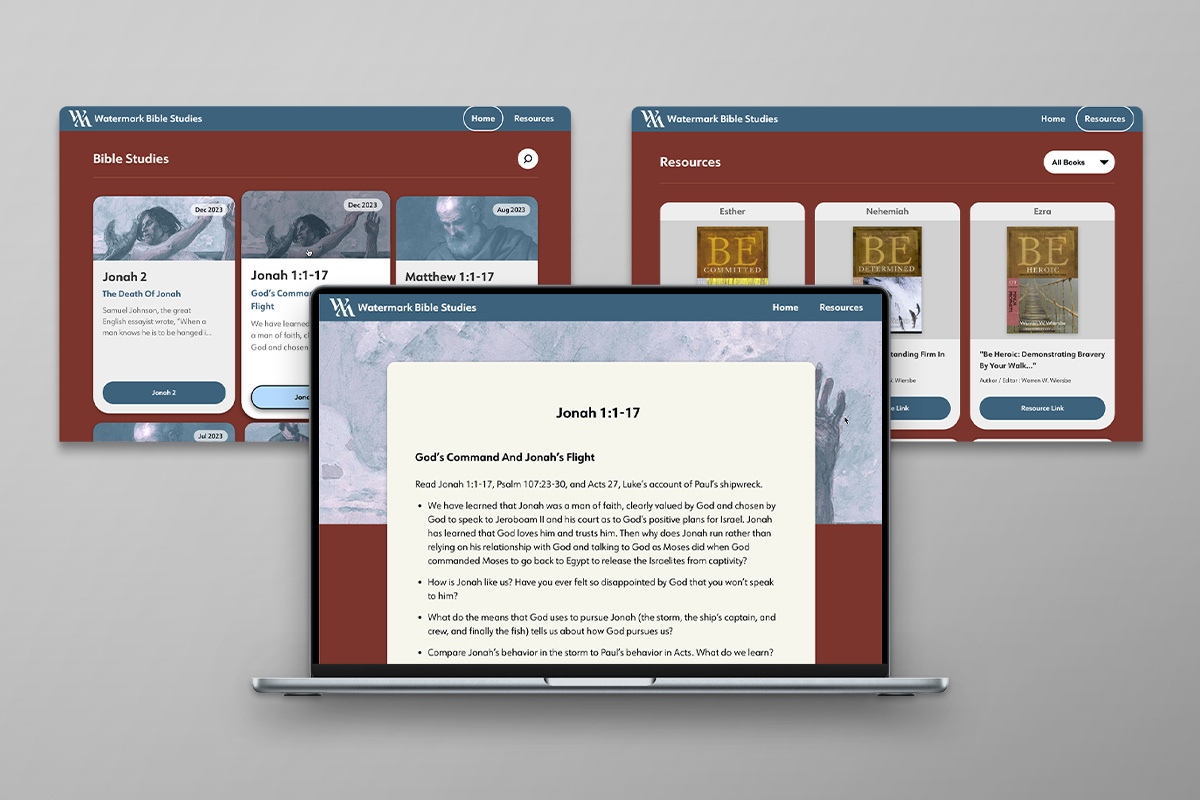 Watermark Bible Studies
Home
Resources
Bible Studies
Dec 2023
Jonah 2
The Death Of Jonah
Samuel Johnson, the great
English essayist wrote, "When a
man knows he is to be hanged i...
Jonah 2
Dec 2023
Jonah 1:1-17
God's Comma
Flight
We have learned
a man of faith, cl
God and chosen
Jona
Aug 2023
Matthew 1:1-17
Jul 2023
Watermark Bible Studies
Home
Resources
Resources
All Books
Esther
BE
COMMITTED
Nehemiah
BE
DETERMINED
tanding Firm In
. Wiersbe
e Link
Ezra
BE
HEROIC
Warren W. Wiersbe
"Be Heroic: Demonstrating Bravery
By Your Walk..."
Author / Editor: Warren W. Wiersbe
Resource Link
Watermark Bible Studies
Home
Resources
Jonah 1:1-17
God's Command And Jonah's Flight
Read Jonah 1:1-17, Psalm 107:23-30, and Acts 27, Luke's account of Paul's shipwreck.
• We have learned that Jonah was a man of faith, clearly valued by God and chosen by
God to speak to Jeroboam II and his court as to God's positive plans for Israel. Jonah
has learned that God loves him and trusts him. Then why does Jonah run rather than
relying on his relationship with God and talking to God as Moses did when God
commanded Moses to go back to Egypt to release the Israelites from captivity?
• How is Jonah like us? Have you ever felt so disappointed by God that you won't speak
to him?
• What do the means that God uses to pursue Jonah (the storm, the ship's captain, and
crew, and finally the fish) tells us about how God pursues us?
• Compare Jonah's behavior in the storm to Paul's behavior in Acts. What do we learn?